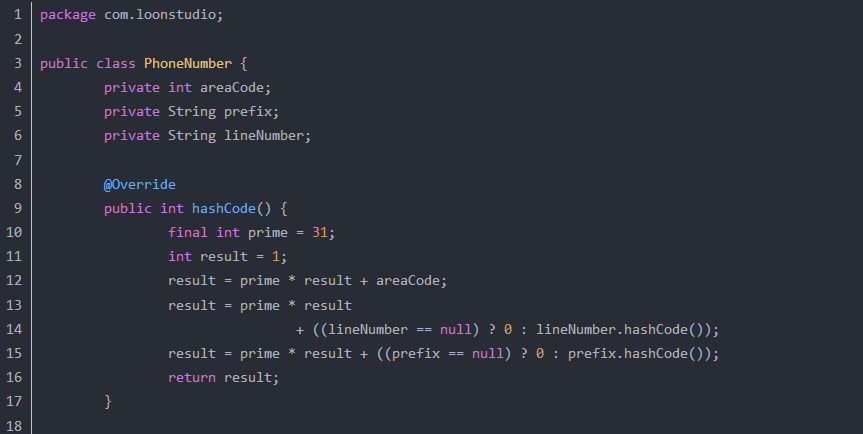 1 package com.loonstudio;
2
3 public class PhoneNumber {
4 private int areaCode;
5 private String prefix;
6 private String lineNumber;
7
8 @Override
9 public int hashCode() {
10 final int prime = 31;
11 int result = 1;
12 result = prime * result + areaCode;
13 result = prime * result
14 + ((lineNumber == null) ? 0 : lineNumber.hashCode());
15 result = prime * result + ((prefix == null) ? 0 : prefix.hashCode());
16 return result;
17 }
18